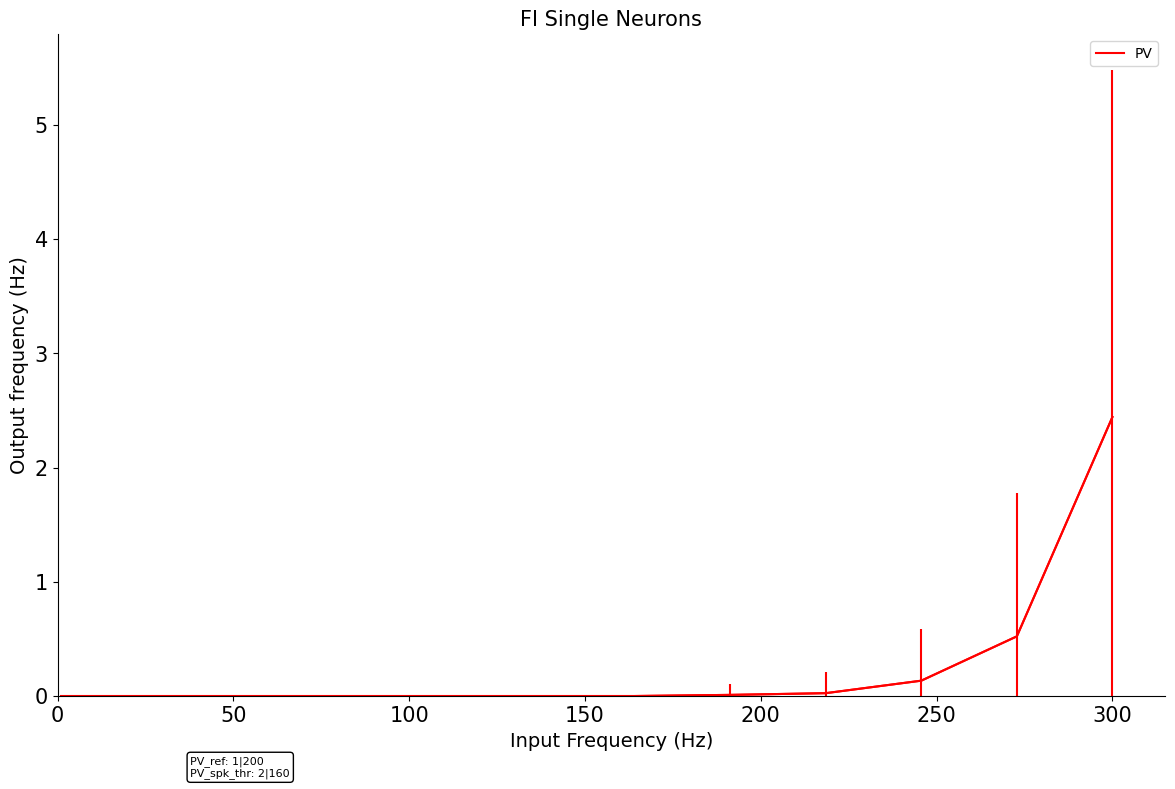 FI Single Neurons
PV
Output frequency (Hz)
5
4
3
2
1
0
0 50 100 150 200 250 300
Input Frequency (Hz)
PV_ref: 1|200
PV_spk_thr: 2|160